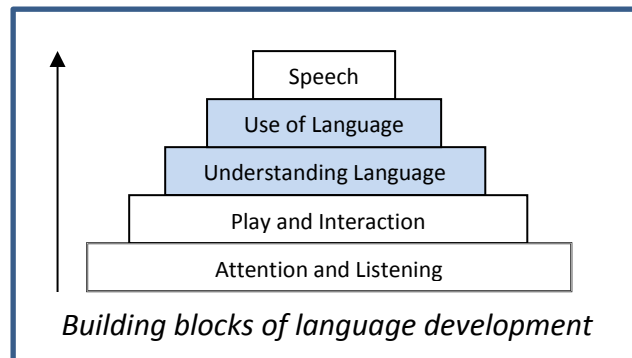 Speech
Use of Language
Understanding Language
Play and Interaction
Attention and Listening
Building blocks of language development